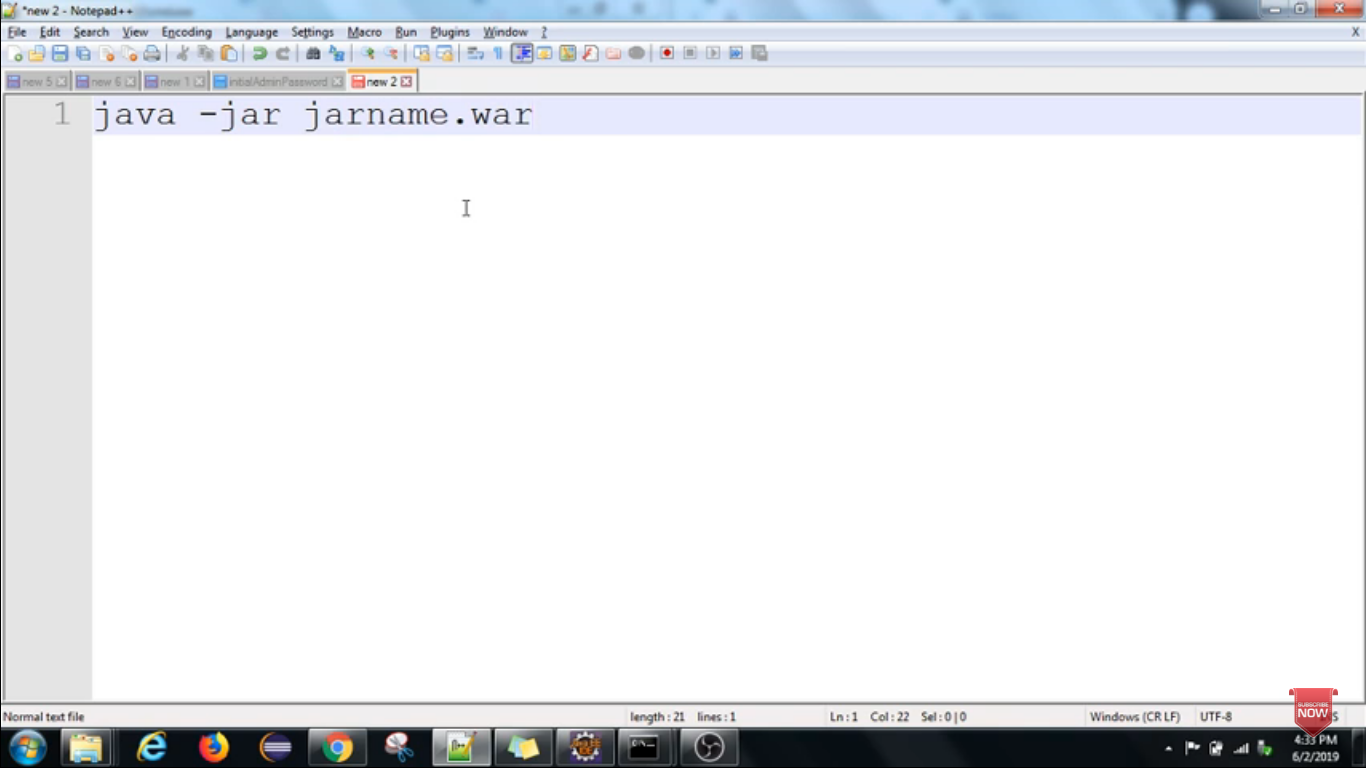 *new 2 - Notepad++
File Edit Search View Encoding Language Settings Macro Run Plugins Window ? X
new 5 new 6 new 1 initialAdminPassword new 2
1 java -jar jarname.war
Normal text file length : 21 lines : 1 Ln : 1 Col : 22 Sel : 0 | 0 Windows (CR LF) UTF-8
SUBSCRIBE
NOW
4:33 PM
6/2/2019